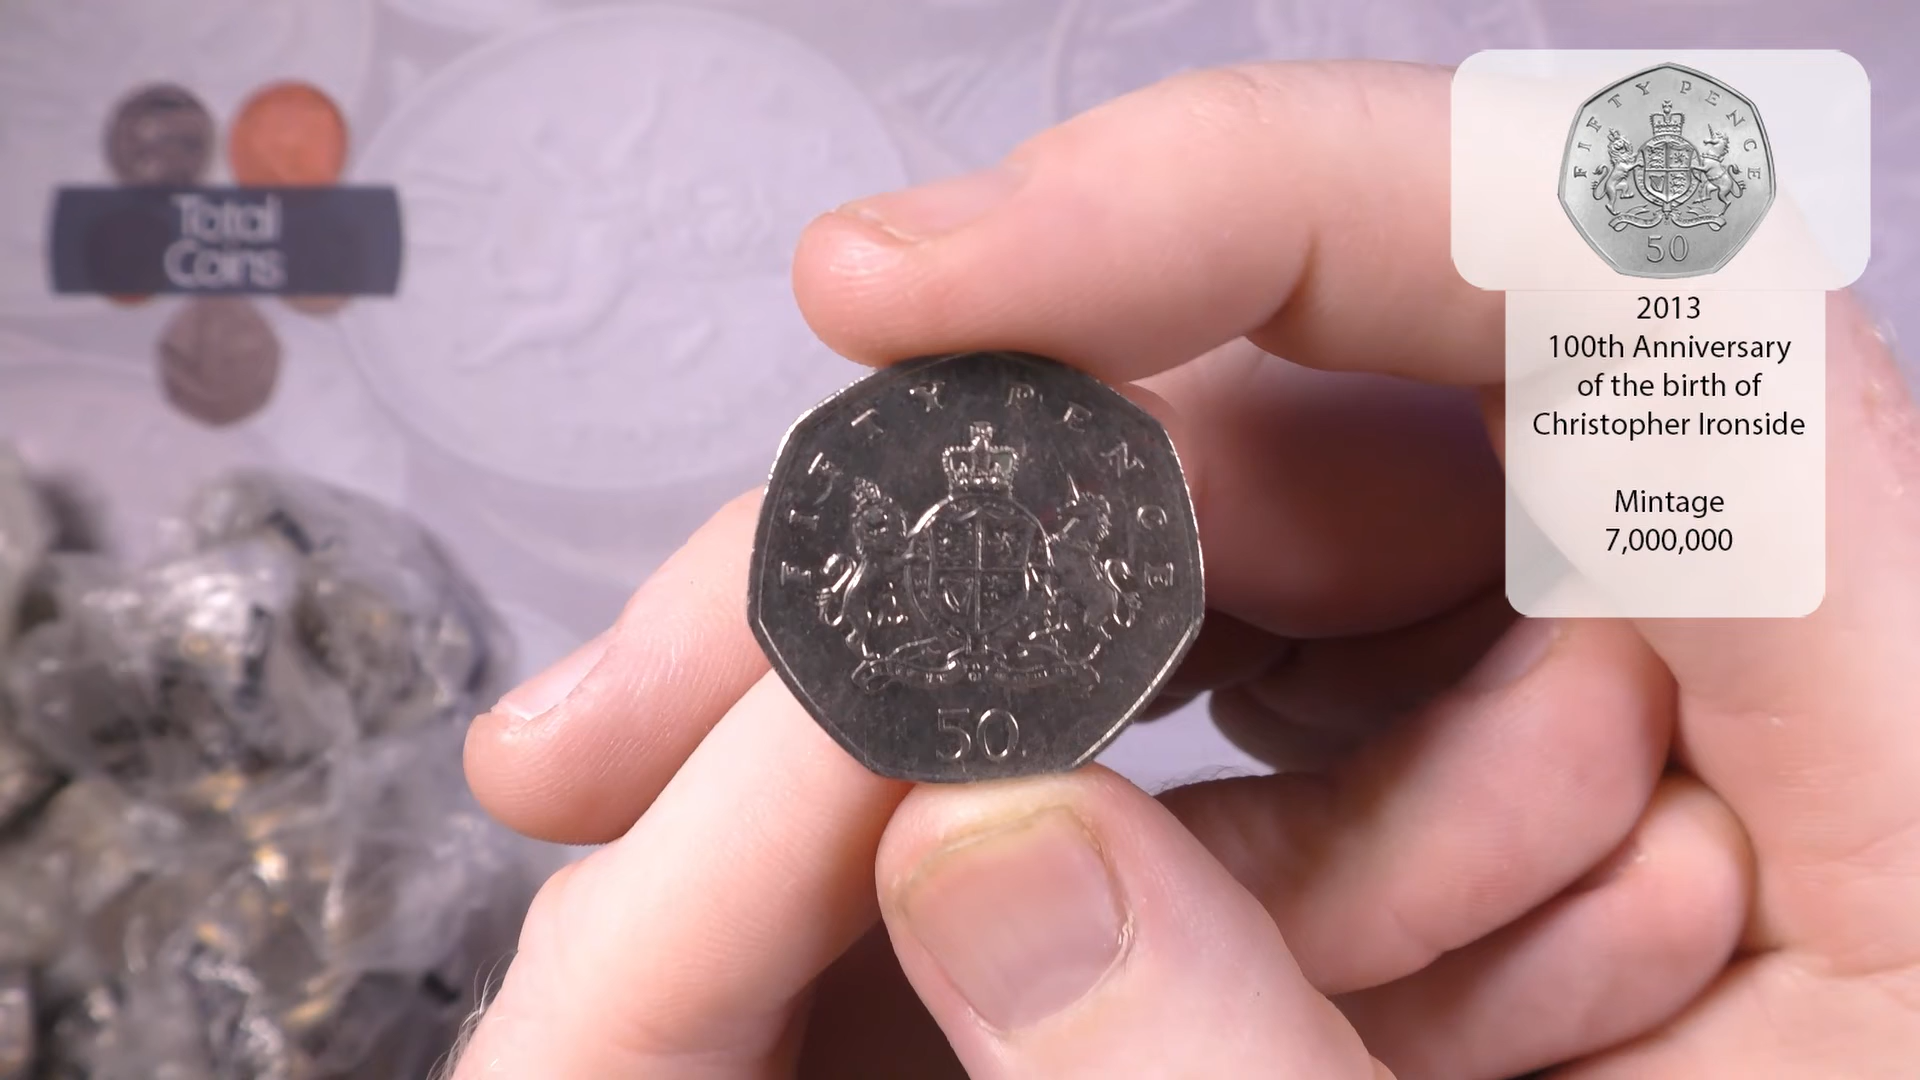 Total
Coins
FIFTY PENCE
50
FIFTY PENCE
50
2013
100th Anniversary
of the birth of
Christopher Ironside
Mintage
7,000,000